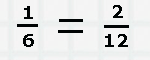 1/6 = 2/12